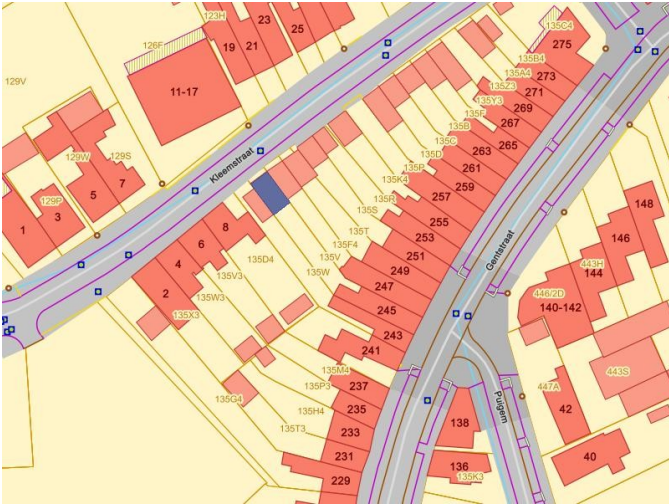 123H
23
25
19
21
126F
11-17
129V
129W
129S
5
7
129P
1
3
Kleemstraat
8
6
4
2
135V3
135W3
135X3
135D4
135C4
275
135B4
135A4
273
135Z3
271
135Y3
269
135F
267
135B
265
135C
263
135D
261
135P
259
135K4
257
135R
255
135S
253
135T
251
135F4
249
135V
247
135W
245
243
241
Gentstraat
135M4
237
135P3
235
135G4
135H4
233
135T3
231
229
148
146
443H
144
446/2D
140-142
443S
447A
42
40
Puigem
138
136
135K3